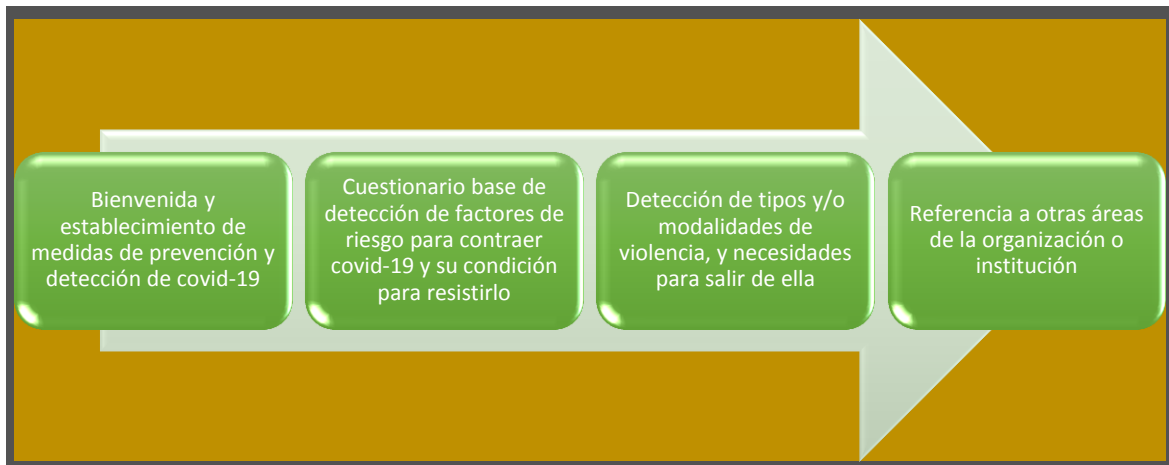 Bienvenida y
establecimiento de
medidas de prevención y
detección de covid-19
Cuestionario base de
detección de factores de
riesgo para contraer
covid-19 y su condición
para resistirlo
Detección de tipos y/o
modalidades de
violencia, y necesidades
para salir de ella
Referencia a otras áreas
de la organización o
institución